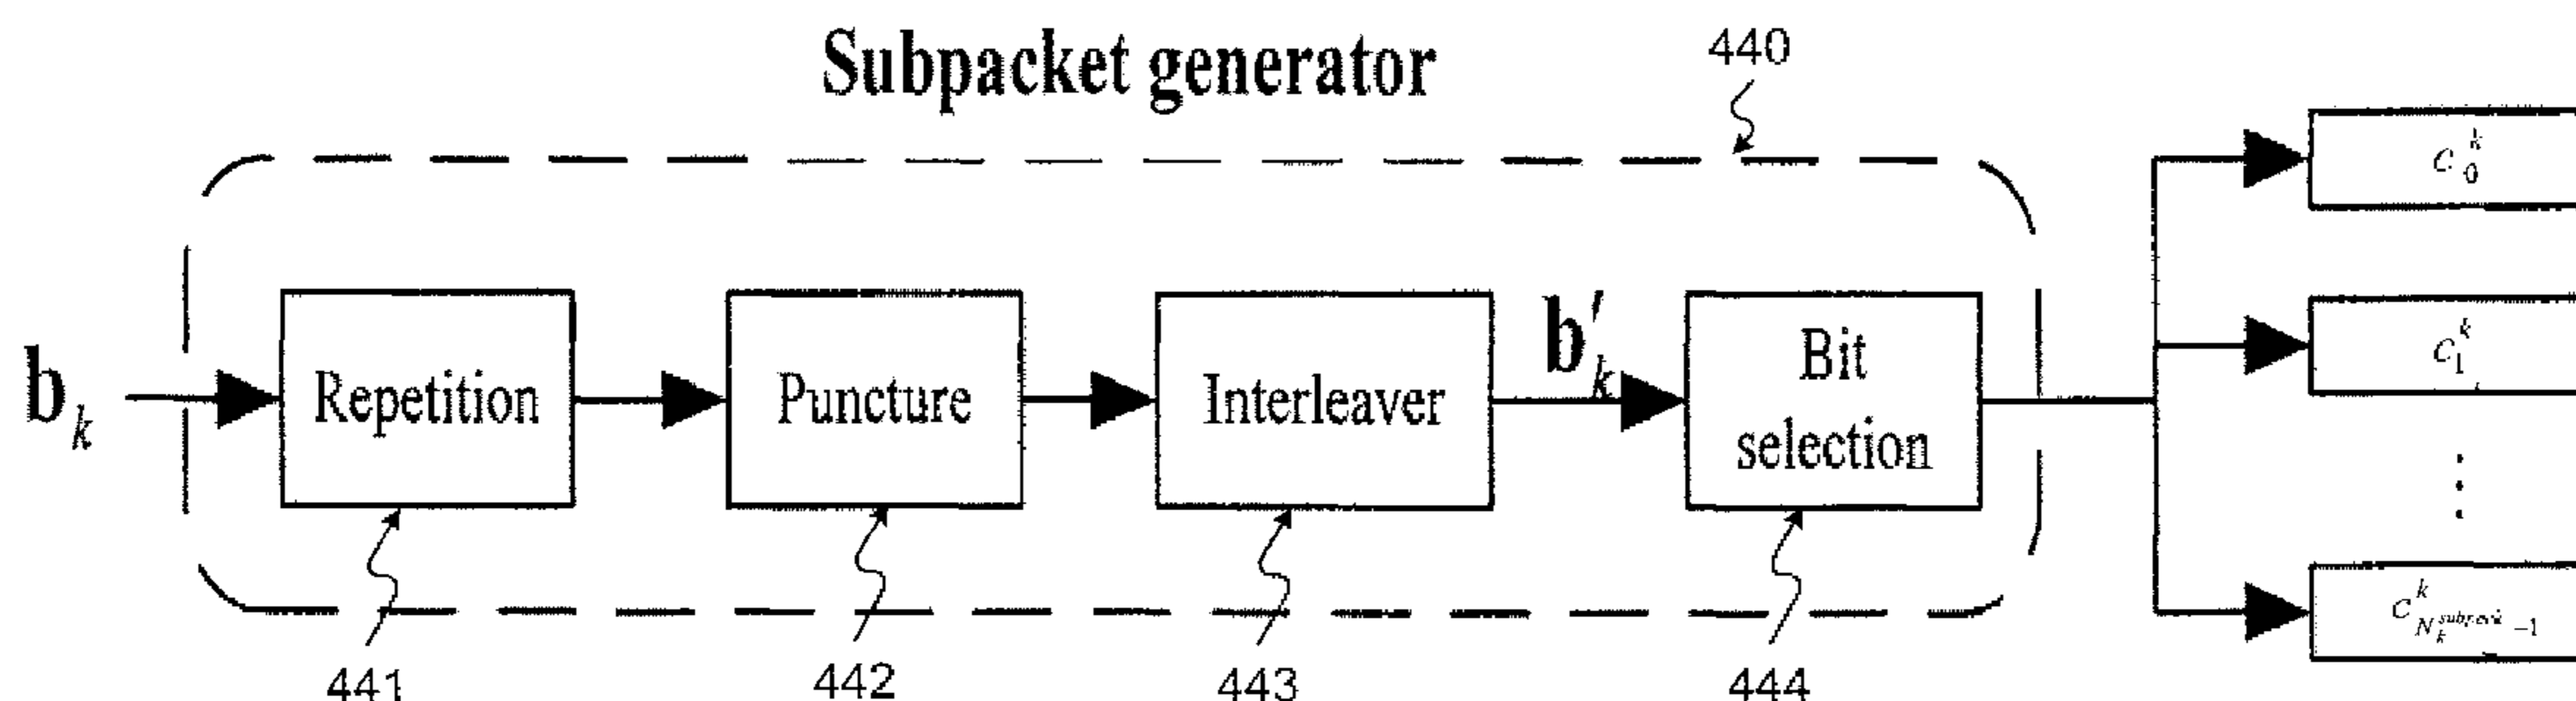 Subpacket generator
440
b_k
Repetition
Puncture
Interleaver
b'_k
Bit
selection
C_0^k
C_1^k
C_{N_k^{subpack}-1}^k
441
442
443
444